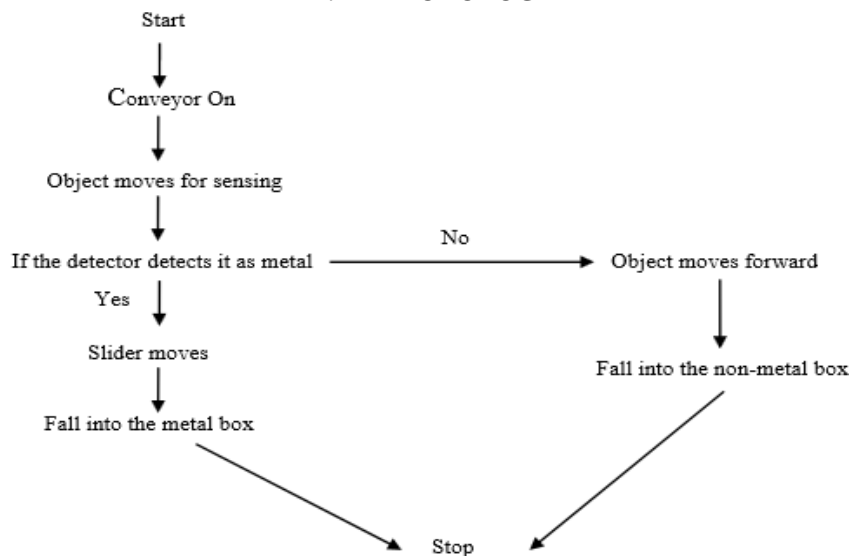 Start
Conveyor On
Object moves for sensing
No
If the detector detects it as metal
Object moves forward
Yes
Slider moves
Fall into the non-metal box
Fall into the metal box
Stop